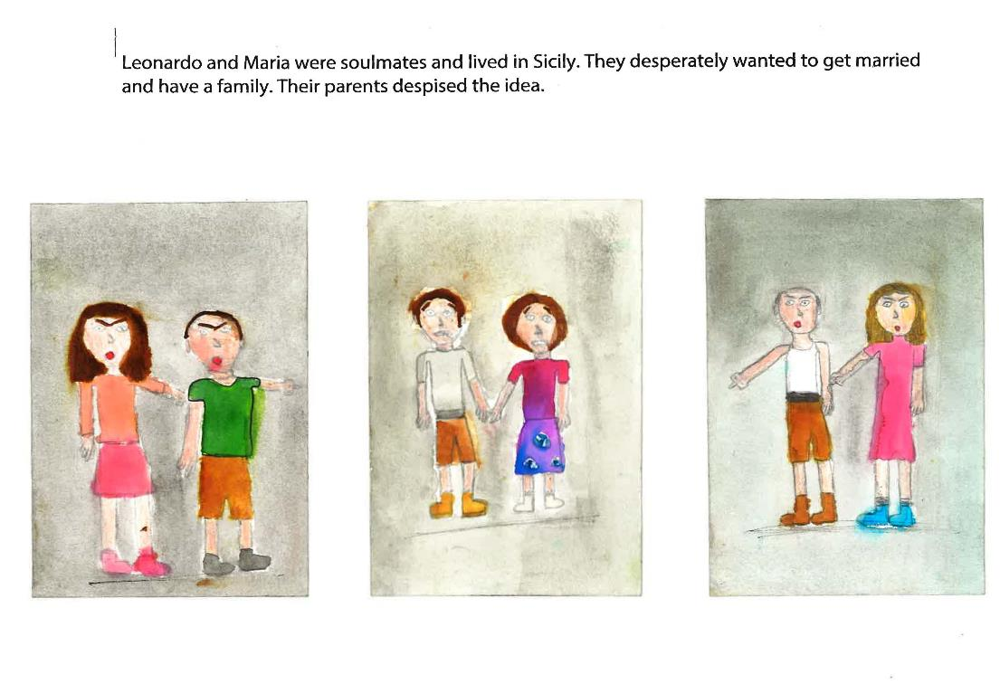 Leonardo and Maria were soulmates and lived in Sicily. They desperately wanted to get married
and have a family. Their parents despised the idea.